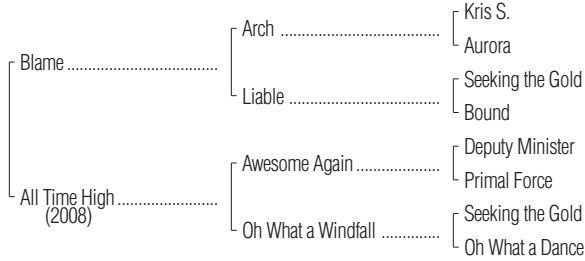 Kris S.
Arch ................................
Aurora
Blame ..................................
Seeking the Gold
Liable ..................................
Bound
Deputy Minister
Awesome Again ...................
Primal Force
All Time High .......................
(2008)
Seeking the Gold
Oh What a Windfall .............
Oh What a Dance